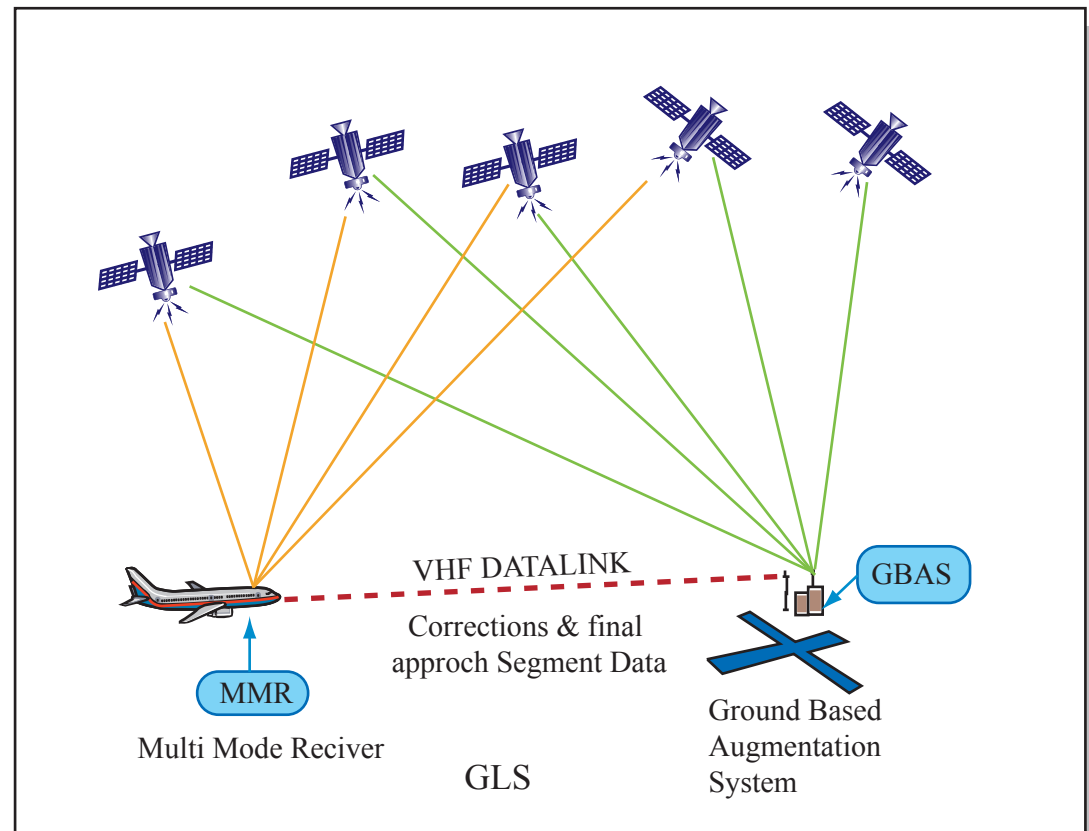 VHF DATALINK
GBAS
Corrections & final
approch Segment Data
MMR
Multi Mode Reciver
Ground Based
Augmentation
System
GLS